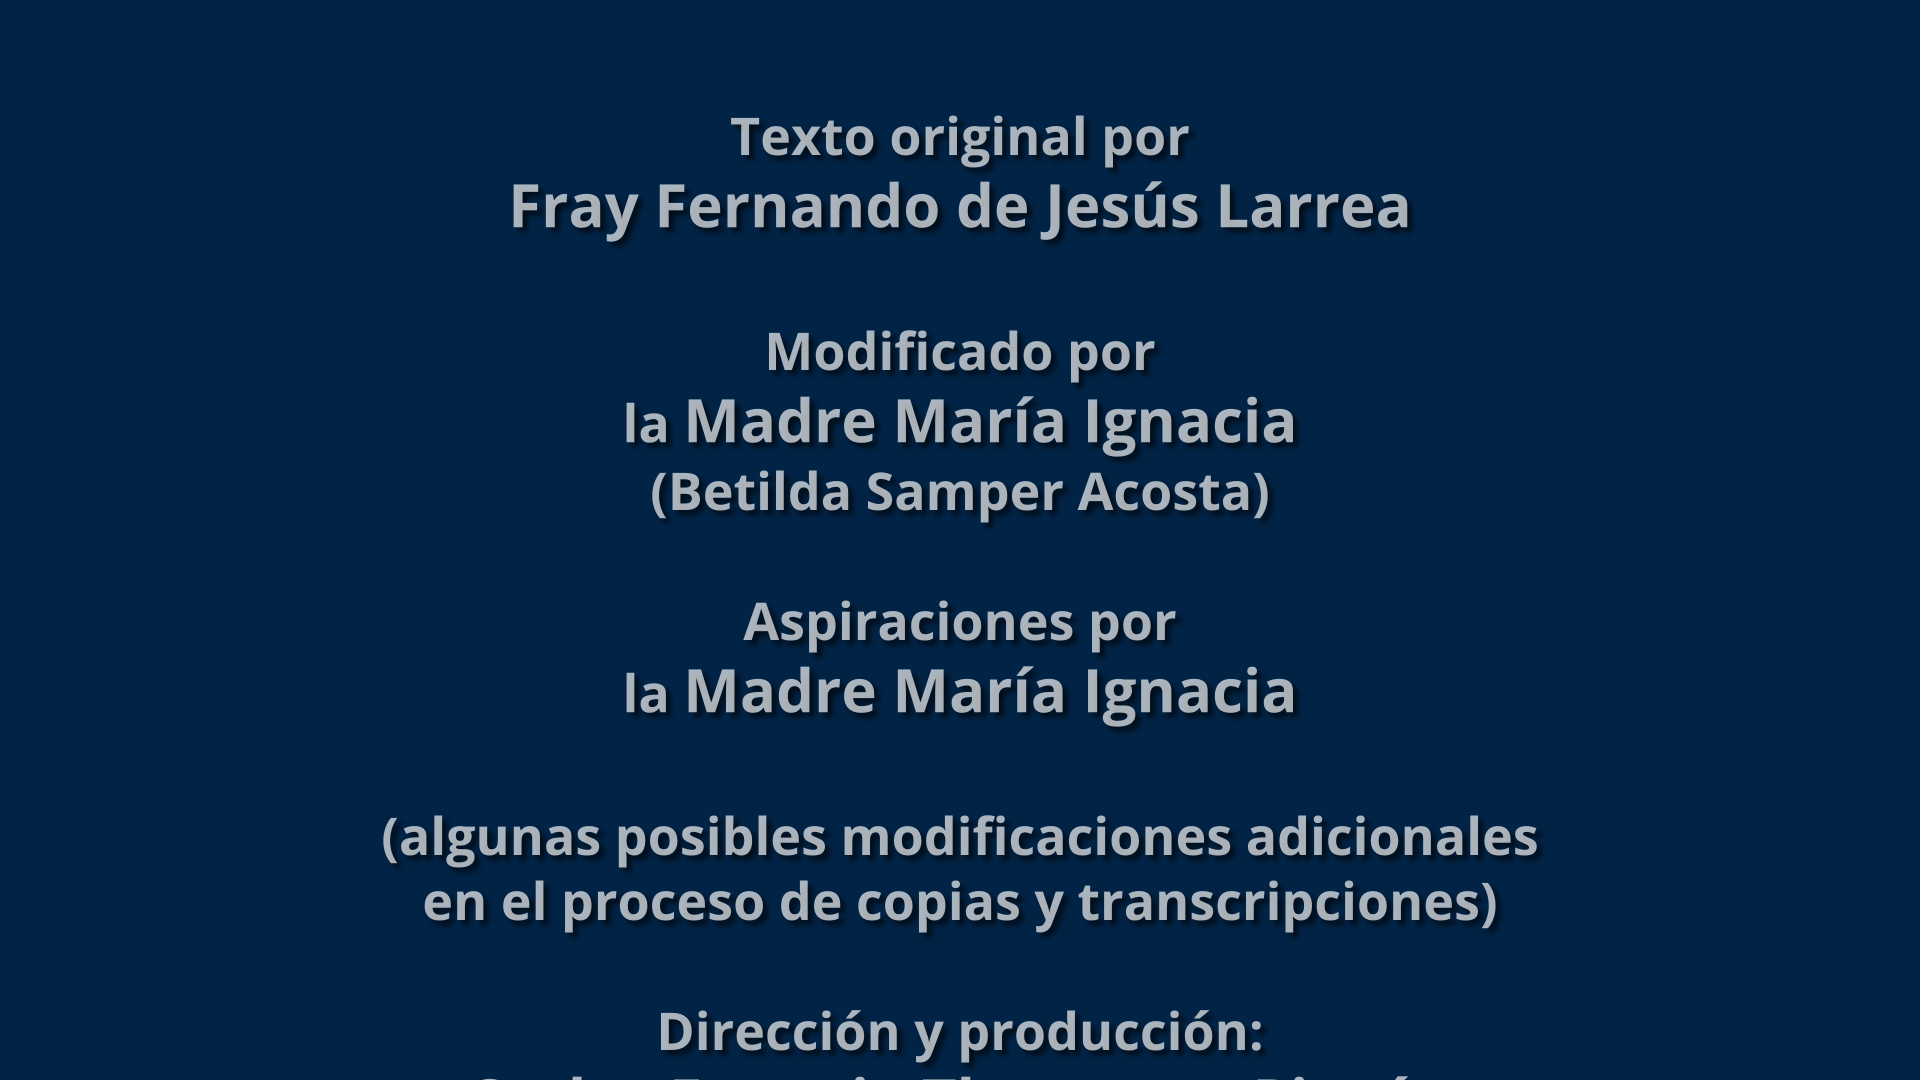 Texto original por
Fray Fernando de Jesús Larrea
Modificado por
la Madre María Ignacia
(Betilda Samper Acosta)
Aspiraciones por
la Madre María Ignacia
(algunas posibles modificaciones adicionales
en el proceso de copias y transcripciones)
Dirección y producción: